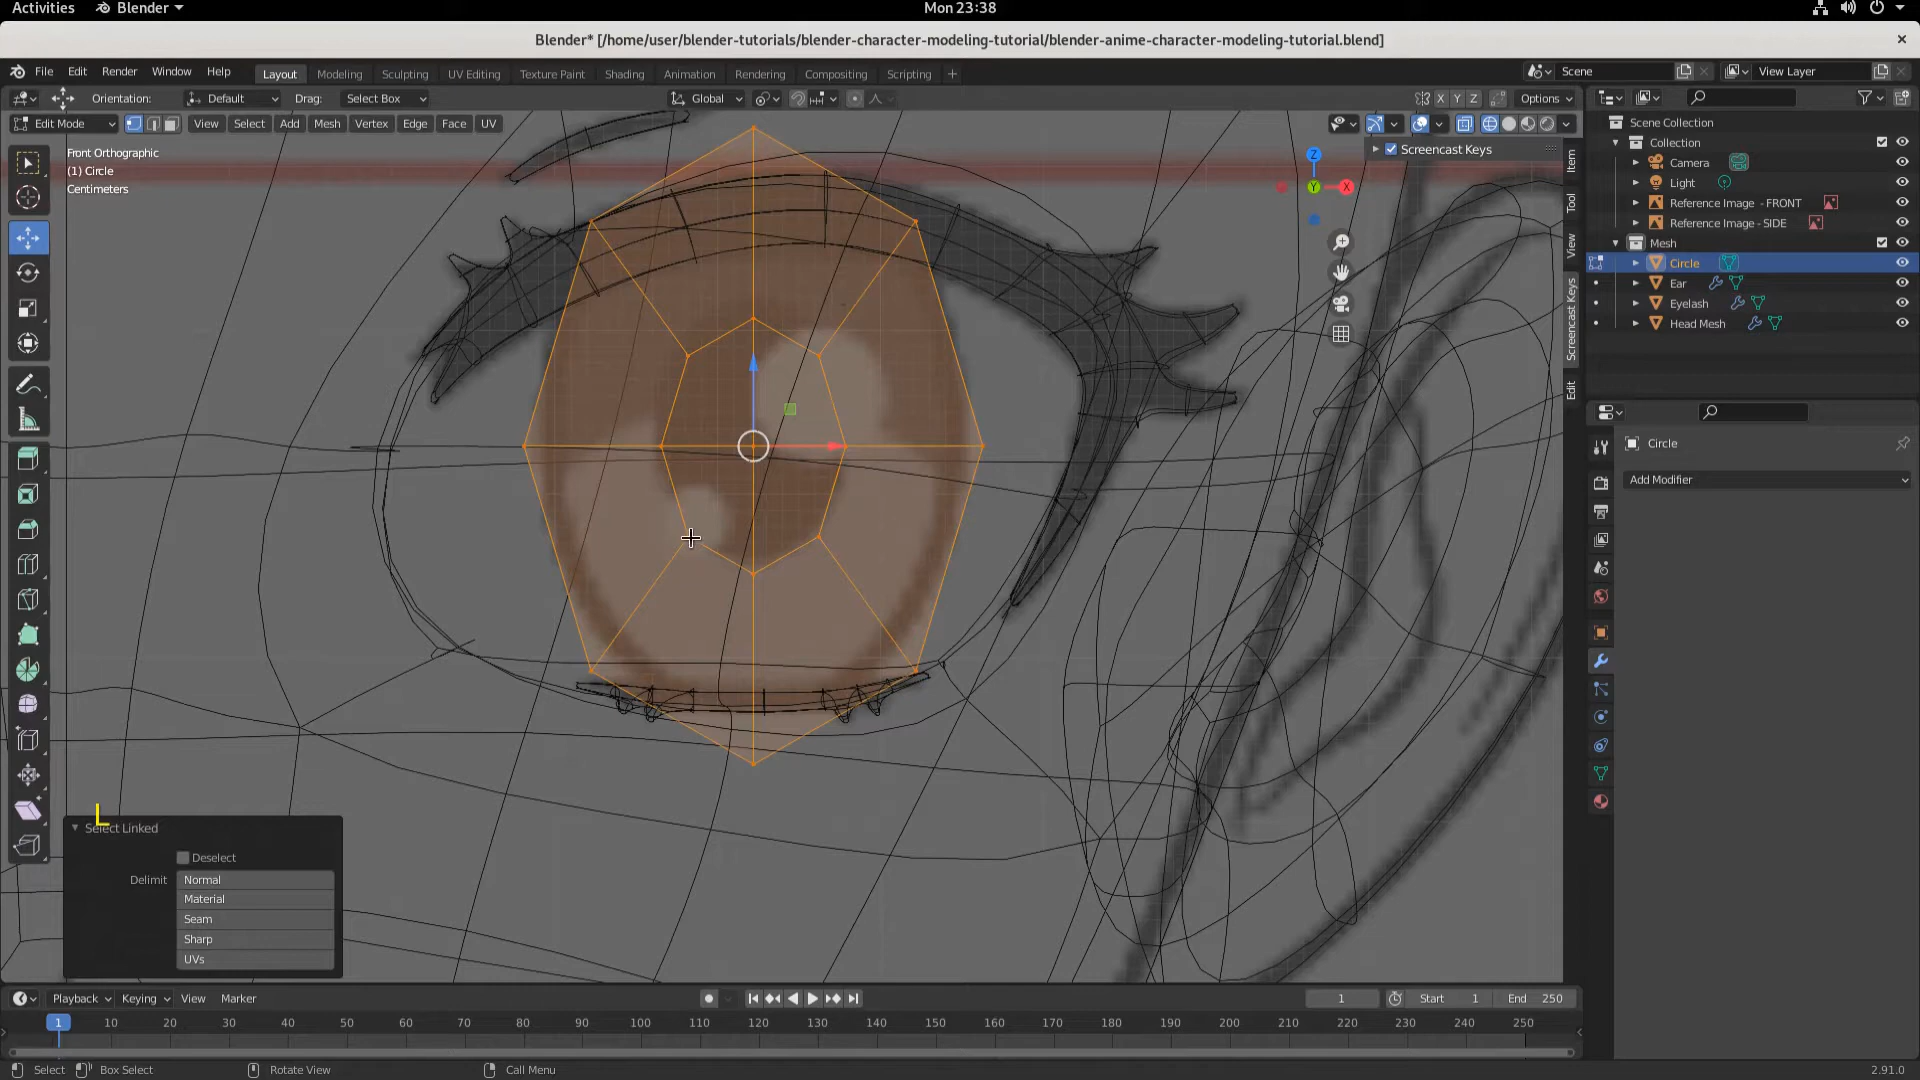 Activities Blender Mon 23:38
Blender* [/home/user/blender-tutorials/blender-character-modeling-tutorial/blender-anime-character-modeling-tutorial.blend]
File Edit Render Window Help Layout Modeling Sculpting UV Editing Texture Paint Shading Animation Rendering Compositing Scripting + Scene View Layer
Orientation: Default Drag: Select Box Global X Y Z Options
Edit Mode View Select Add Mesh Vertex Edge Face UV
Front Orthographic
(1) Circle
Centimeters
Screencast Keys
Z
Y
X
Item
Tool
View
Screencast Keys
Edit
Scene Collection
Collection
Camera
Light
Reference Image - FRONT
Reference Image - SIDE
Mesh
Circle
Ear
Eyelash
Head Mesh
Circle
Add Modifier
L
Select Linked
Deselect
Delimit Normal
Material
Seam
Sharp
UVs
Playback Keying View Marker 1 Start 1 End 250
1 10 20 30 40 50 60 70 80 90 100 110 120 130 140 150 160 170 180 190 200 210 220 230 240 250
Select Box Select Rotate View Call Menu 2.91.0